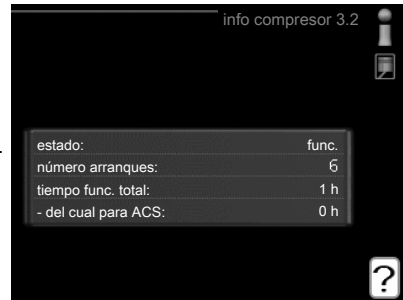 info compresor 3.2
estado: func.
número arranques: 6
tiempo func. total: 1 h
- del cual para ACS: 0 h
?